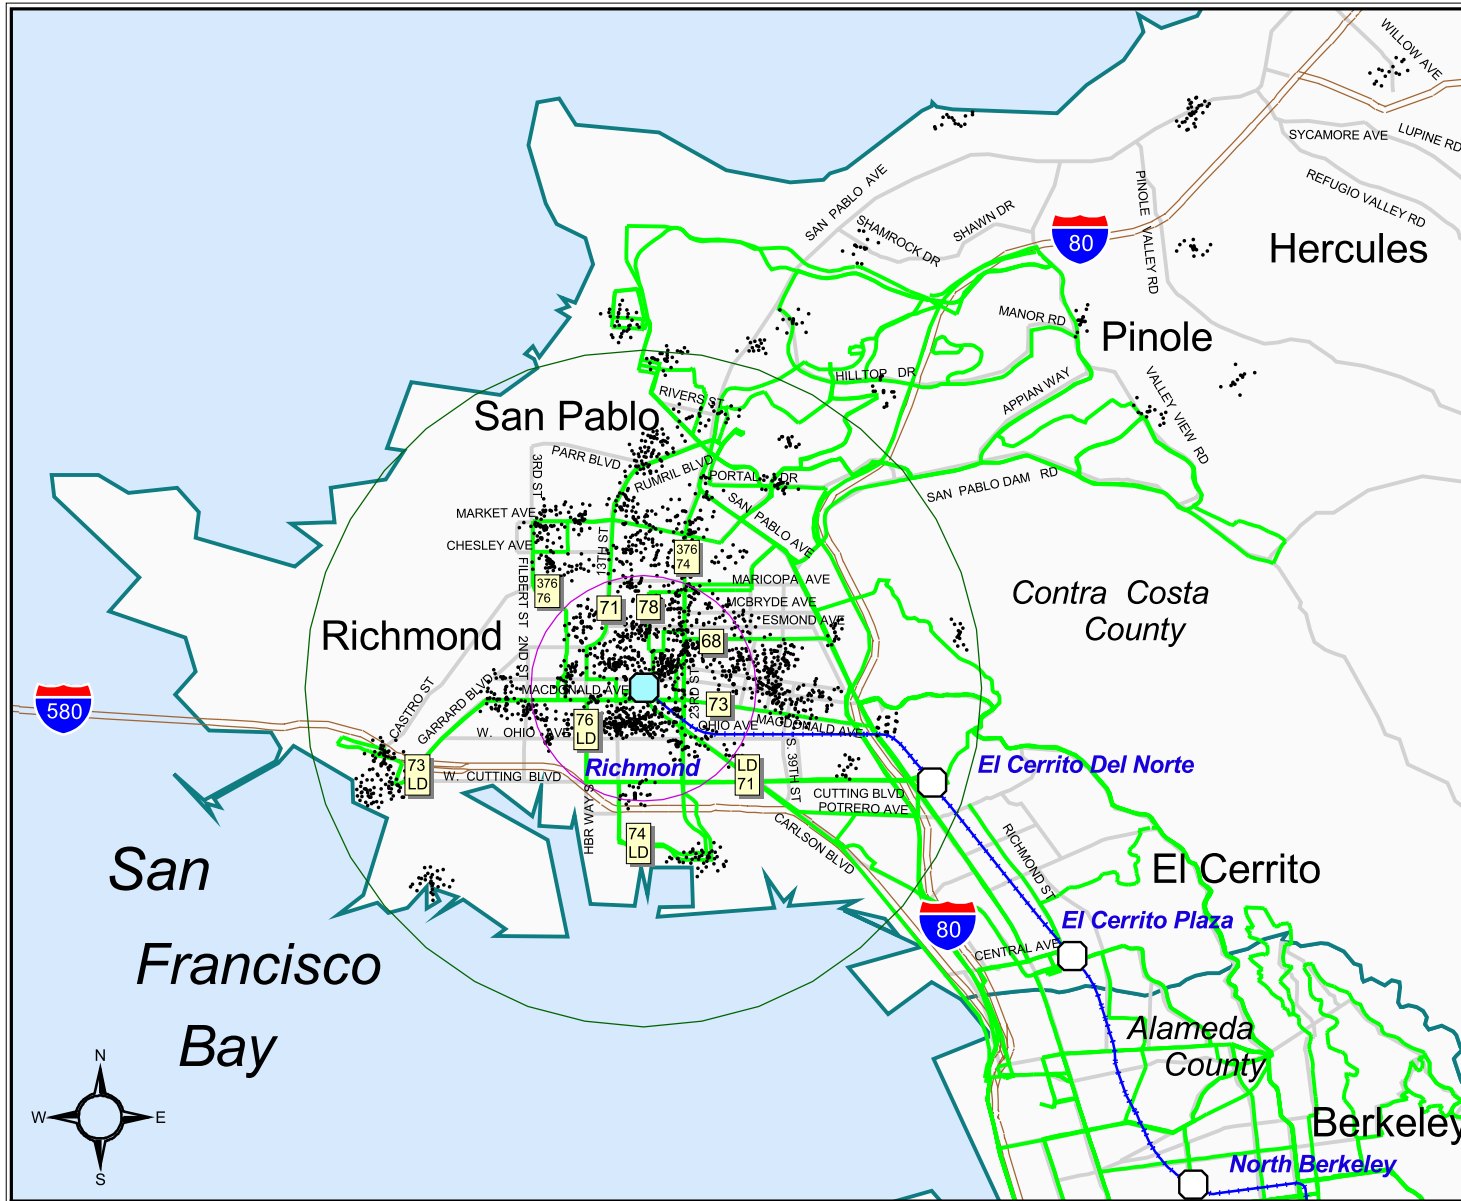 WILLOW AVE
SYCAMORE AVE
LUPINE RD
REFUGIO VALLEY RD
PINOLE VALLEY RD
SAN PABLO AVE
SHAMROCK DR
SHAWN DR
80
Hercules
MANOR RD
Pinole
HILLTOP DR
APPIAN WAY
VALLEY VIEW RD
RIVERS ST
San Pablo
PARR BLVD
3RD ST
RUMRIL BLVD
PORTAL DR
SAN PABLO DAM RD
SAN PABLO AVE
MARKET AVE
CHESLEY AVE
13TH ST
FILBERT ST
2ND ST
376
74
376
76
MARICOPA AVE
MCBRYDE AVE
ESMOND AVE
71
78
68
Contra Costa
County
Richmond
MACDONALD AVE
23RD ST
73
580
CASTRO ST
GARRARD BLVD
W. OHIO AVE
76
LD
OHIO AVE
MACDONALD AVE
S. 39TH ST
Richmond
73
LD
W. CUTTING BLVD
LD
71
El Cerrito Del Norte
CUTTING BLVD
POTRERO AVE
HBR WAY S
74
LD
CARLSON BLVD
RICHMOND ST
El Cerrito
San
Francisco
Bay
80
El Cerrito Plaza
CENTRAL AVE
Alameda
County
N
W
E
S
Berkeley
North Berkeley